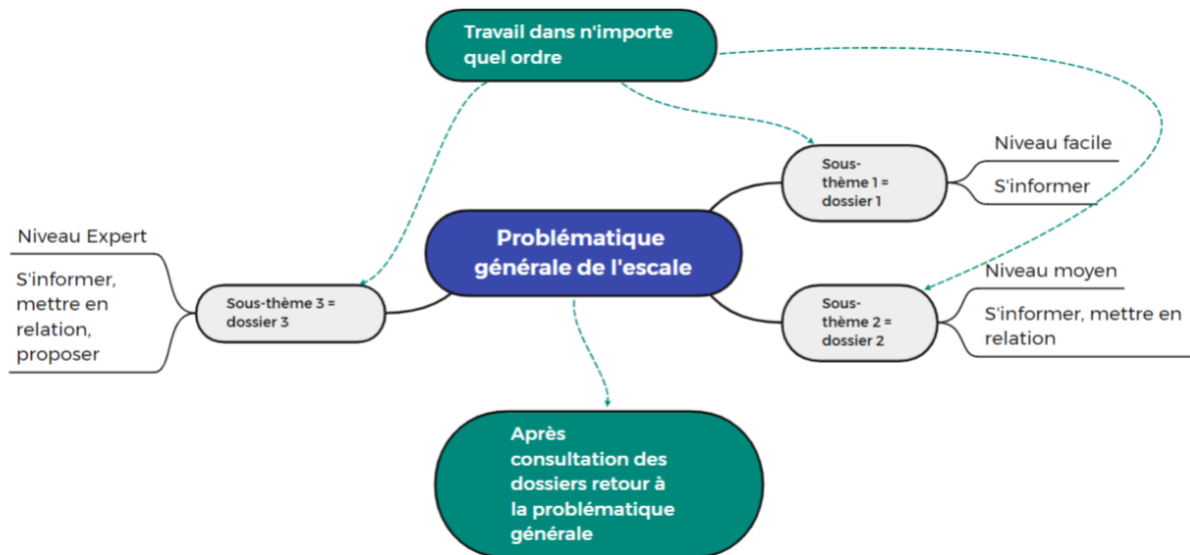 Travail dans n'importe
quel ordre
Sous-
thème 1 =
dossier 1
Niveau facile
S'informer
Problématique
générale de l'escale
Niveau Expert
S'informer,
mettre en
relation,
proposer
Sous-thème 3 =
dossier 3
Sous-
thème 2 =
dossier 2
Niveau moyen
S'informer, mettre en
relation
Après
consultation des
dossiers retour à
la problématique
générale